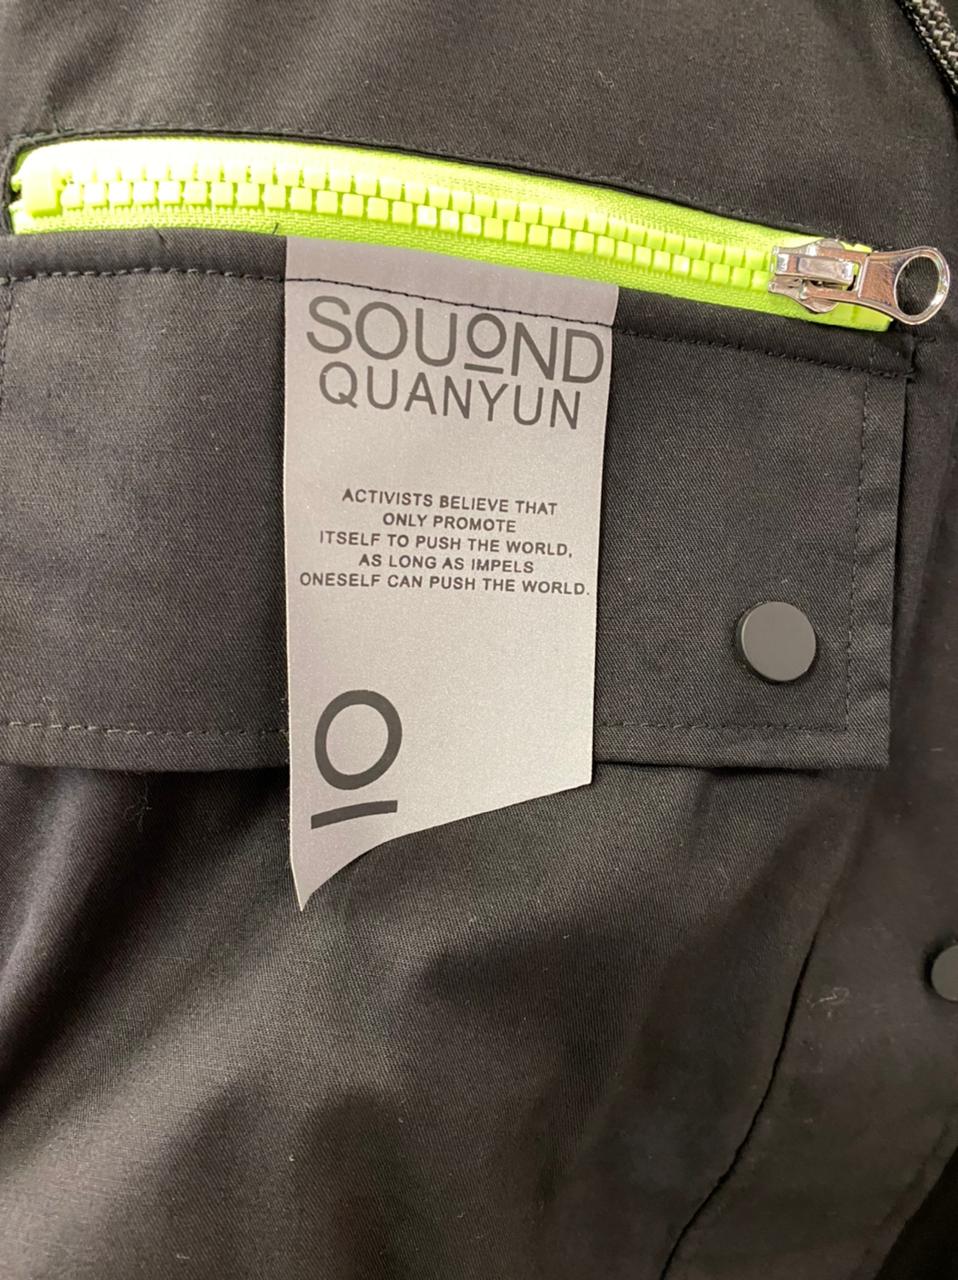 SOUOND
QUANYUN
ACTIVISTS BELIEVE THAT
ONLY PROMOTE
ITSELF TO PUSH THE WORLD,
AS LONG AS IMPELS
ONESELF CAN PUSH THE WORLD.
O